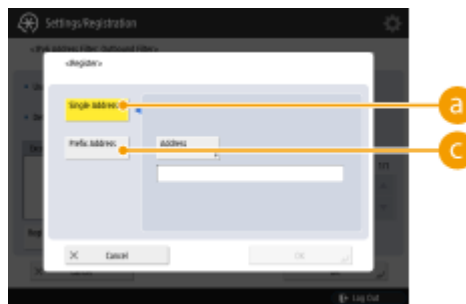 Settings/Registration
<IPv6 Address Filter: Outbound Filter>
<Register>
Single Address
a
Prefix Address
Address
c
Cancel
OK
Log Out